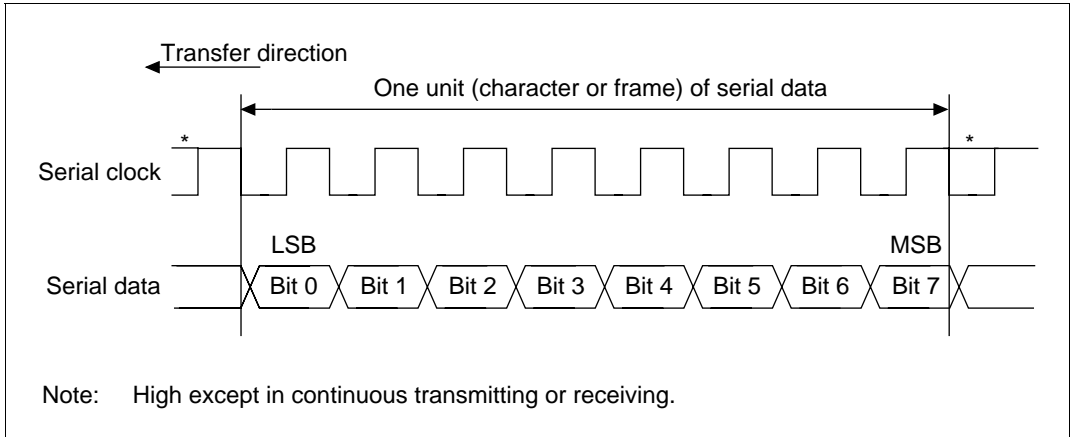 Transfer direction
One unit (character or frame) of serial data
* *
Serial clock
LSB MSB
Serial data Bit 0 Bit 1 Bit 2 Bit 3 Bit 4 Bit 5 Bit 6 Bit 7
Note: High except in continuous transmitting or receiving.